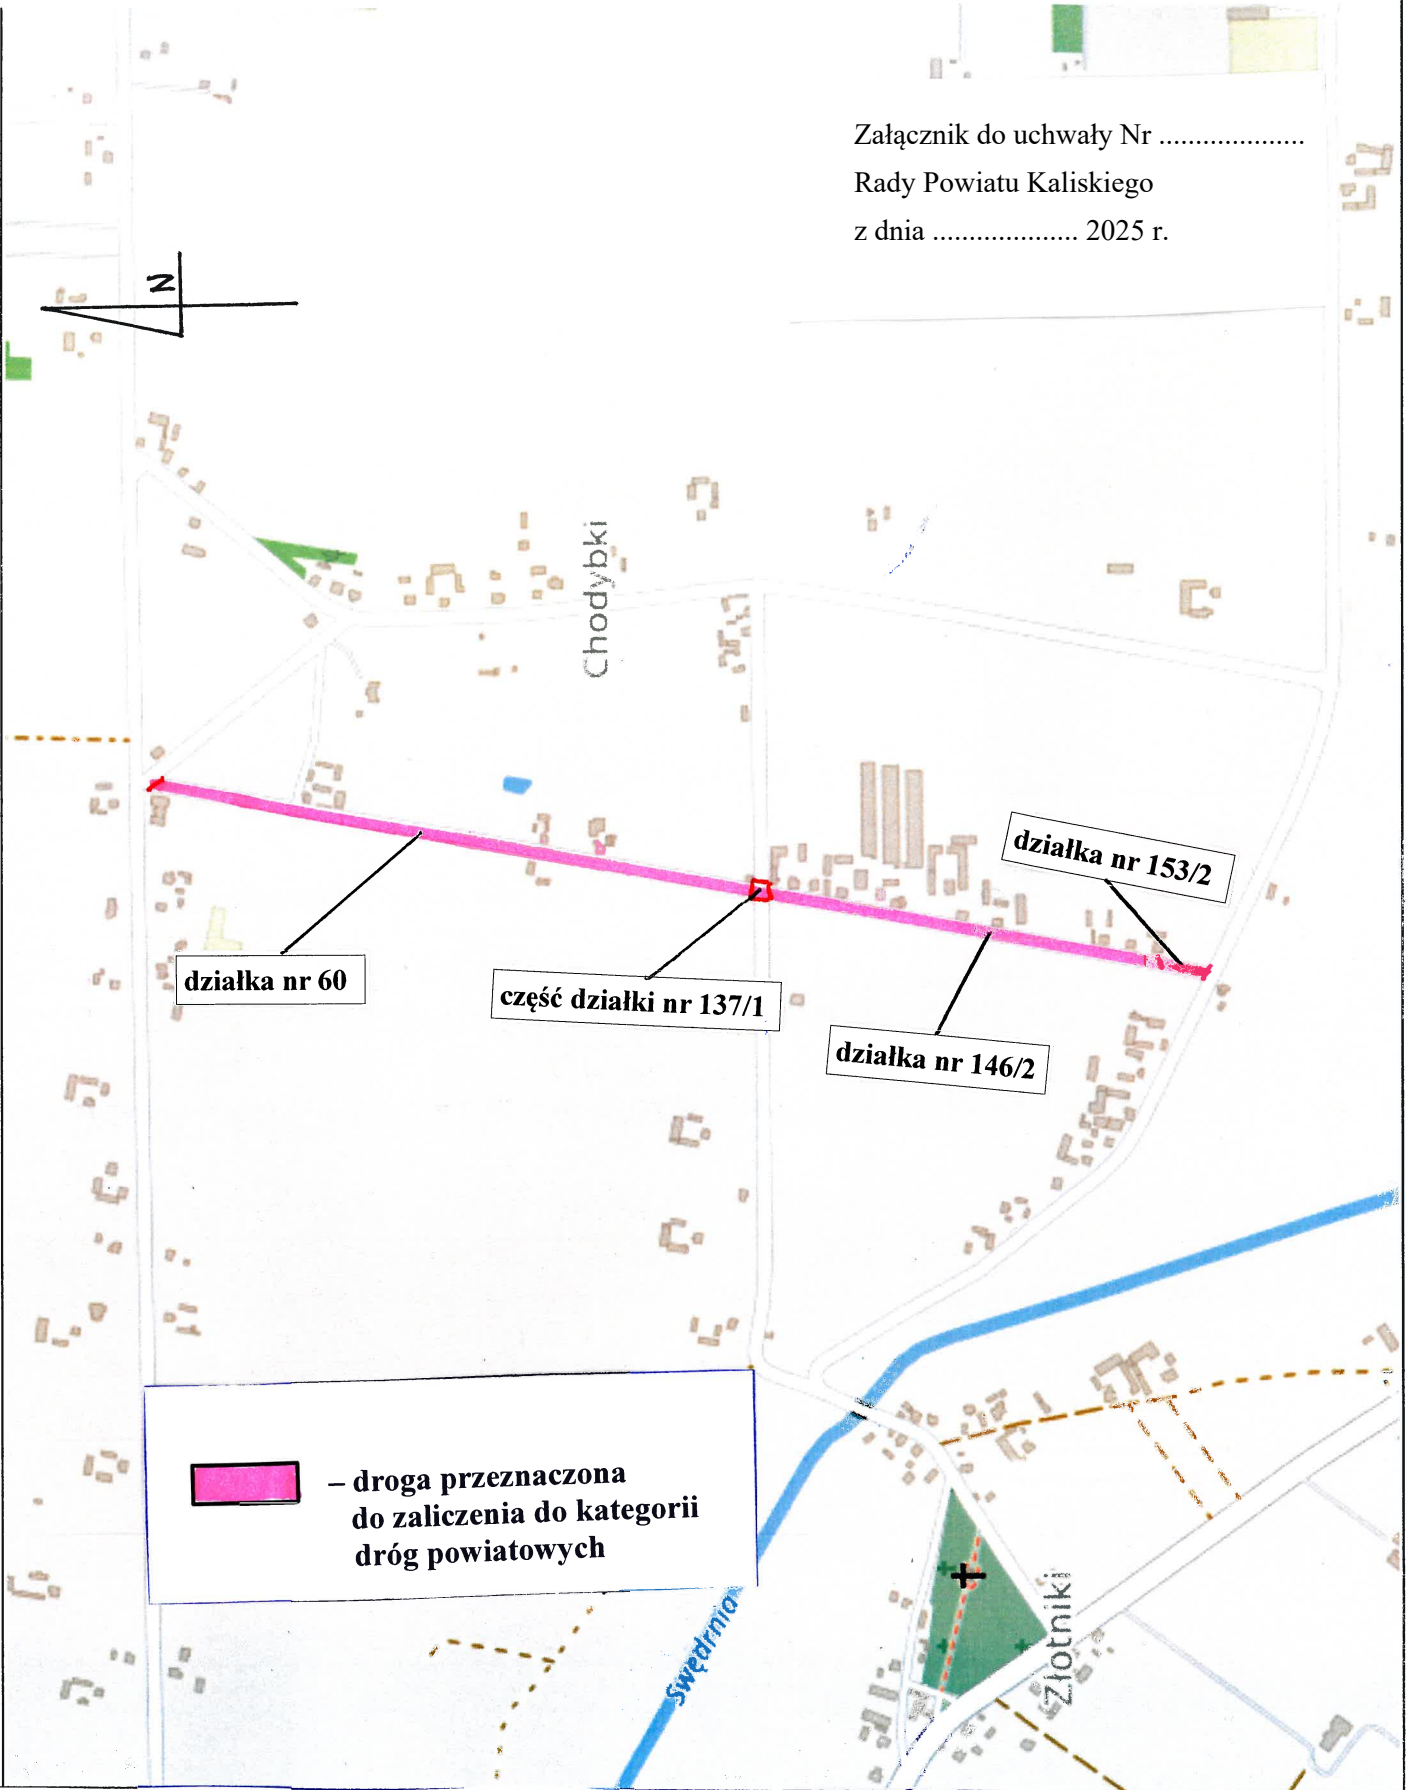 Załącznik do uchwały Nr ....................
Rady Powiatu Kaliskiego
z dnia .................... 2025 r.
N
Chodybki
działka nr 153/2
działka nr 60
część działki nr 137/1
działka nr 146/2
– droga przeznaczona
do zaliczenia do kategorii
dróg powiatowych
Swędrnia
Złotniki